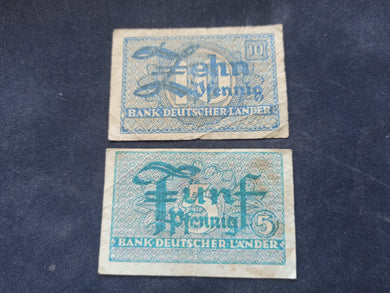 10
Zehn
Pfennig
BANK DEUTSCHER LÄNDER
Fünf
Pfennig
5
BANK DEUTSCHER LÄNDER